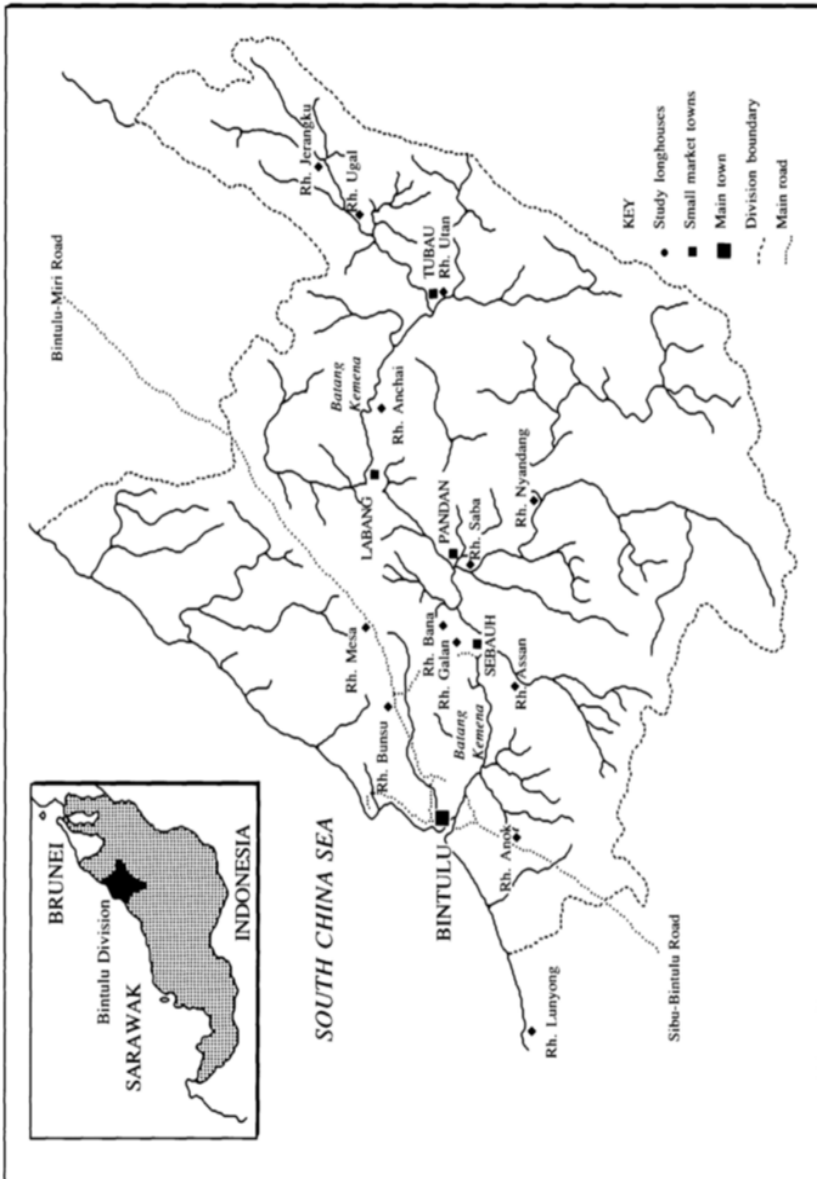 BRUNEI
Bintulu Division
SARAWAK
INDONESIA
SOUTH CHINA SEA
Bintulu-Miri Road
Rh. Jerangku
Rh. Ugal
TUBAU
Rh. Utan
Batang
Kemena
Rh. Anchai
LABANG
PANDAN
Rh. Saba
Rh. Nyandang
Rh. Mesa
Rh. Bana
Rh. Galan
SEBAUH
Rh. Assan
Rh. Bunsu
Batang
Kemena
BINTULU
Rh. Anok
Rh. Lunyong
Sibu-Bintulu Road
KEY
Study longhouses
Small market towns
Main town
Division boundary
Main road